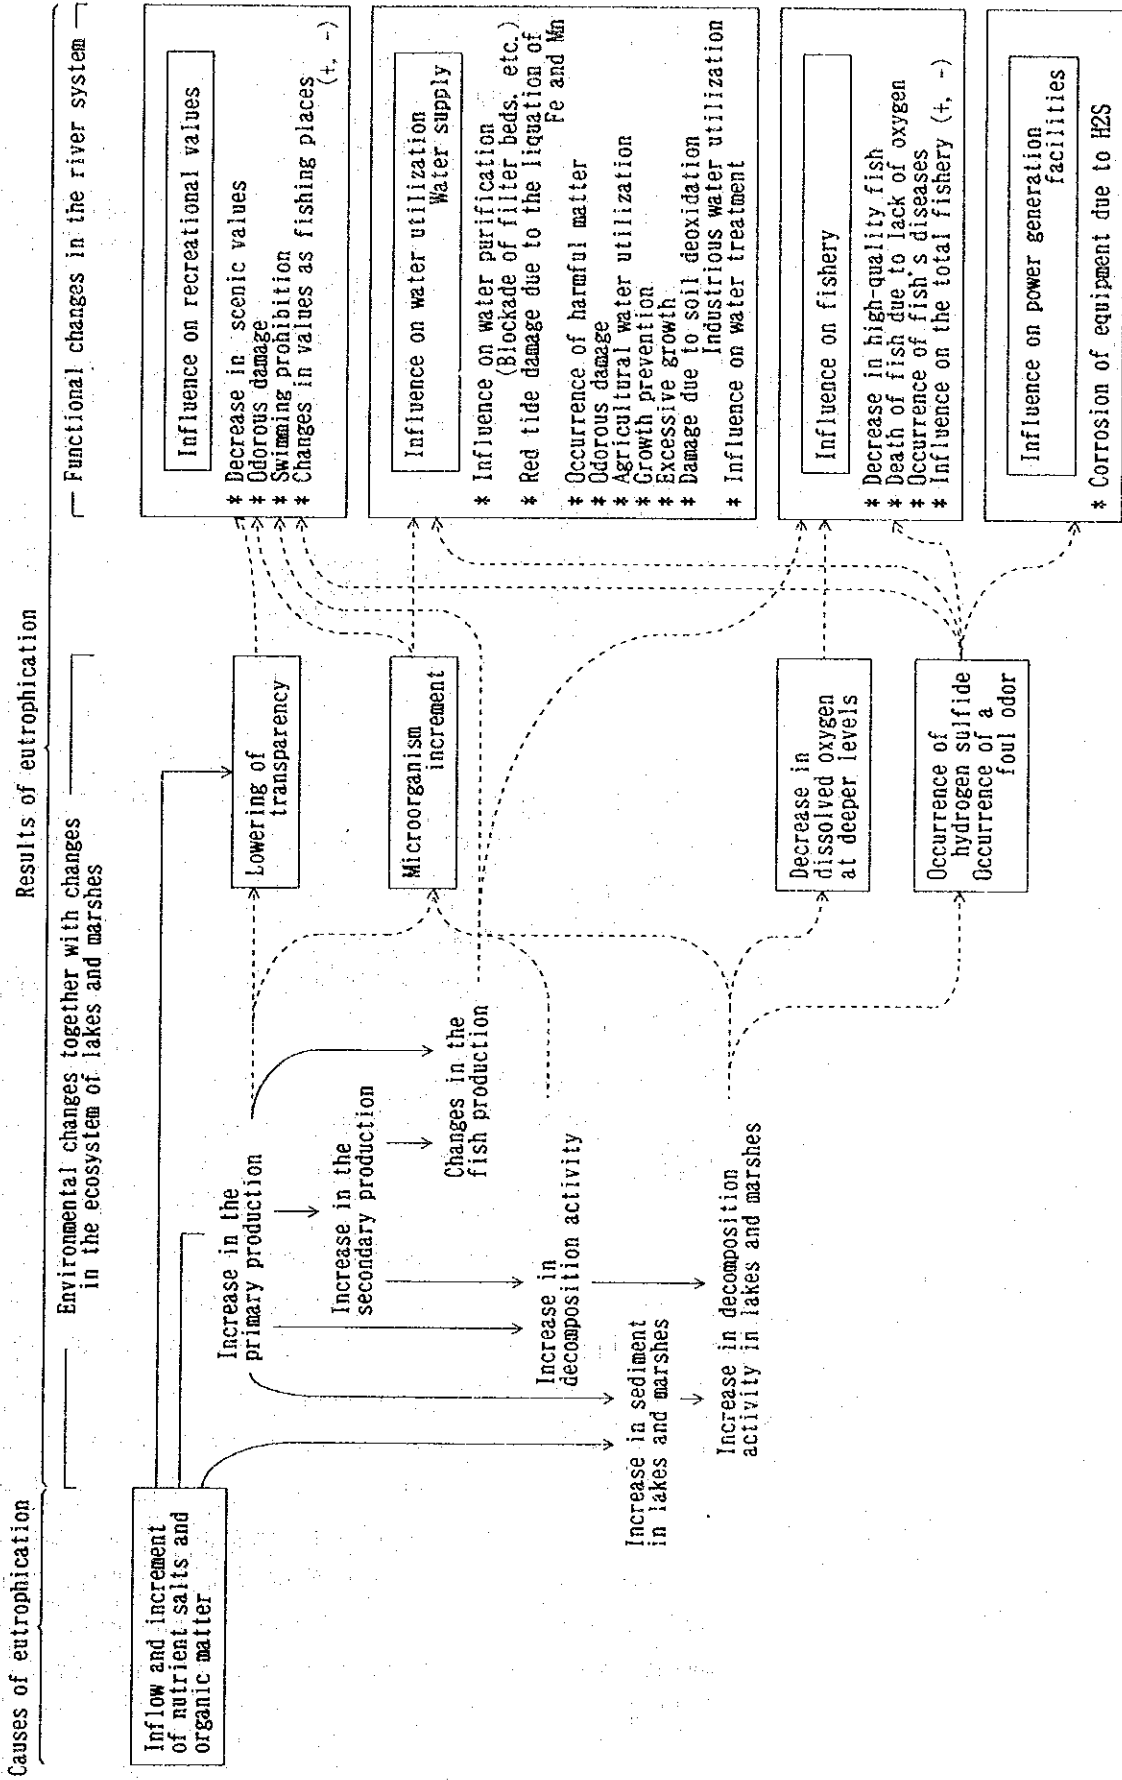 Causes of eutrophication
Results of eutrophication
Environmental changes together with changes
in the ecosystem of lakes and marshes
Functional changes in the river system
Inflow and increment
of nutrient salts and
organic matter
Increase in the
primary production
Increase in the
secondary production
Changes in the
fish production
Increase in
decomposition activity
Increase in sediment
in lakes and marshes
Increase in decomposition
activity in lakes and marshes
Lowering of
transparency
Microorganism
increment
Decrease in
dissolved oxygen
at deeper levels
Occurrence of
hydrogen sulfide
Occurrence of a
foul odor
Influence on recreational values
* Decrease in scenic values
* Odorous damage
* Swimming prohibition
* Changes in values as fishing places
(+, -)
Influence on water utilization
Water supply
* Influence on water purification
(Blockade of filter beds, etc.)
* Red tide damage due to the liquation of
Fe and Mn
* Occurrence of harmful matter
* Odorous damage
* Agricultural water utilization
* Growth prevention
* Excessive growth
* Damage due to soil deoxidation
Industrious water utilization
* Influence on water treatment
Influence on fishery
* Decrease in high-quality fish
* Death of fish due to lack of oxygen
* Occurrence of fish's diseases
* Influence on the total fishery (+, -)
Influence on power generation
facilities
* Corrosion of equipment due to H2S